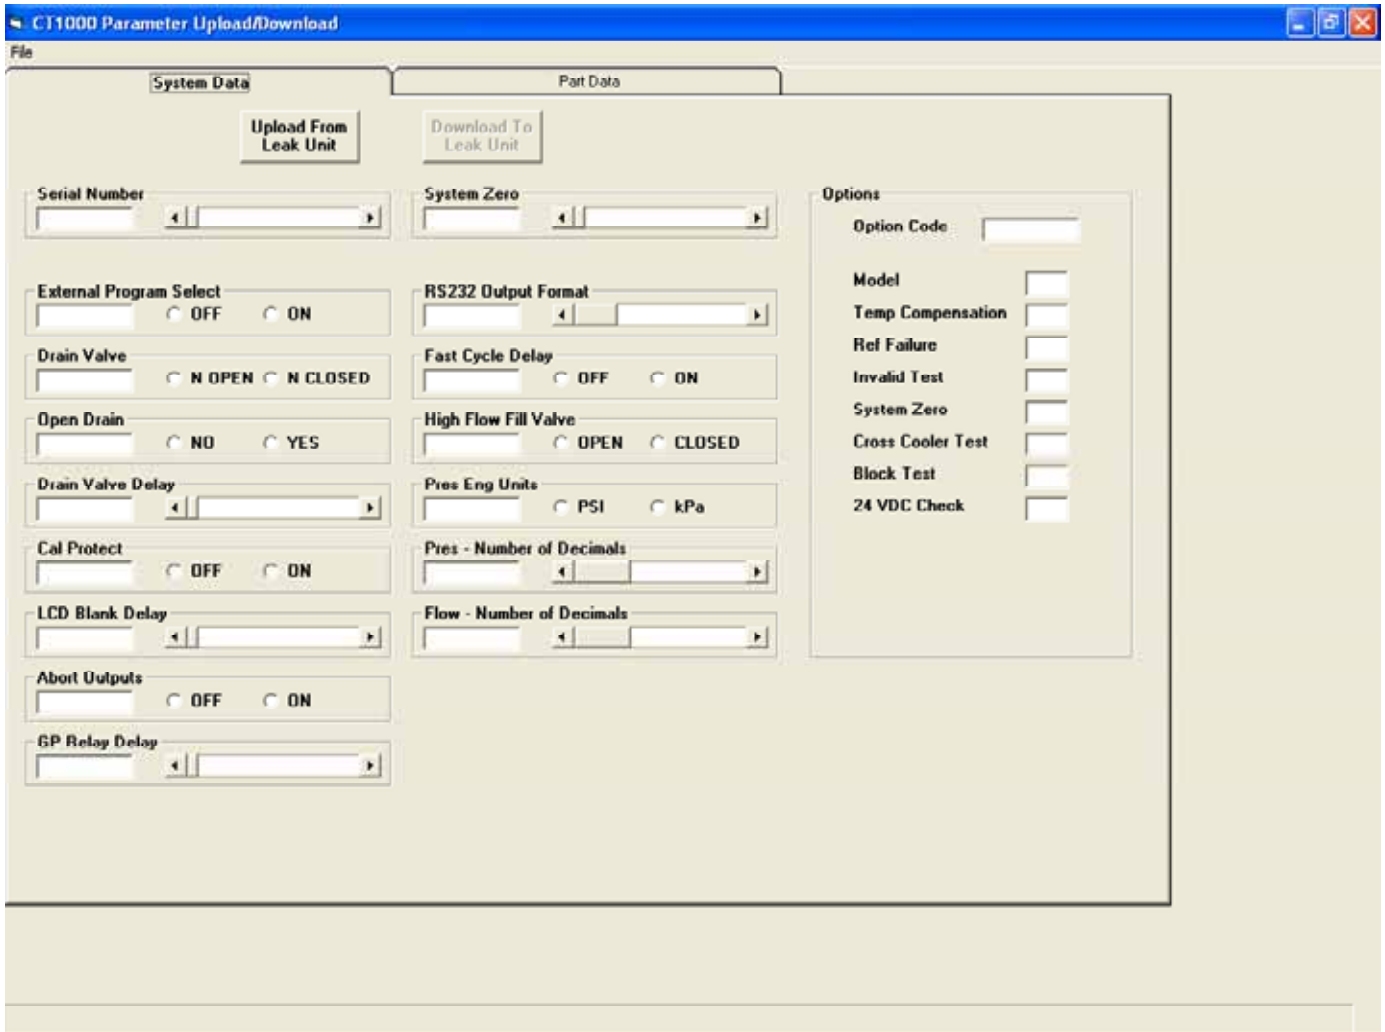 CT1000 Parameter Upload/Download
File
System Data
Part Data
Upload From
Leak Unit
Download To
Leak Unit
Serial Number
System Zero
Options
Option Code
External Program Select
OFF ON
RS232 Output Format
Model
Temp Compensation
Ref Failure
Invalid Test
System Zero
Cross Cooler Test
Block Test
24 VDC Check
Drain Valve
N OPEN N CLOSED
Fast Cycle Delay
OFF ON
Open Drain
NO YES
High Flow Fill Valve
OPEN CLOSED
Drain Valve Delay
Pres Eng Units
PSI kPa
Cal Protect
OFF ON
Pres - Number of Decimals
LCD Blank Delay
Flow - Number of Decimals
Abort Outputs
OFF ON
GP Relay Delay